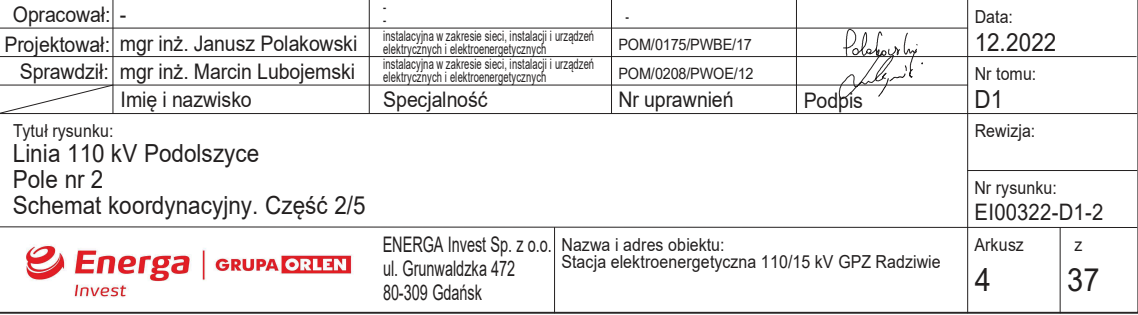 Opracował: - - - -
Projektował: mgr inż. Janusz Polakowski instalacyjna w zakresie sieci, instalacji i urządzeń elektrycznych i elektroenergetycznych POM/0175/PWBE/17 Polakowski
Sprawdził: mgr inż. Marcin Lubojemski instalacyjna w zakresie sieci, instalacji i urządzeń elektrycznych i elektroenergetycznych POM/0208/PWOE/12
Imię i nazwisko Specjalność Nr uprawnień Podpis
Data:
12.2022
Nr tomu:
D1
Tytuł rysunku:
Linia 110 kV Podolszyce
Pole nr 2
Schemat koordynacyjny. Część 2/5
Rewizja:
Nr rysunku:
EI00322-D1-2
Energa GRUPA ORLEN
Invest
ENERGA Invest Sp. z o.o.
ul. Grunwaldzka 472
80-309 Gdańsk
Nazwa i adres obiektu:
Stacja elektroenergetyczna 110/15 kV GPZ Radziwie
Arkusz z
4 37